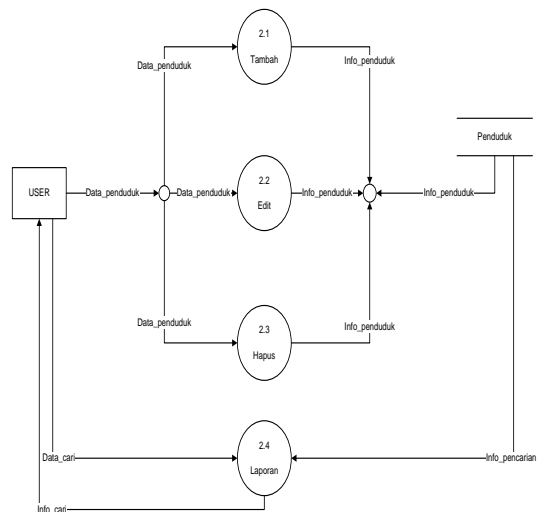 2.1
Tambah
Data_penduduk
Info_penduduk
Penduduk
USER
Data_penduduk
Data_penduduk
2.2
Edit
Info_penduduk
Info_penduduk
Data_penduduk
2.3
Hapus
Info_penduduk
2.4
Laporan
Data_cari
Info_pencarian
Info_cari